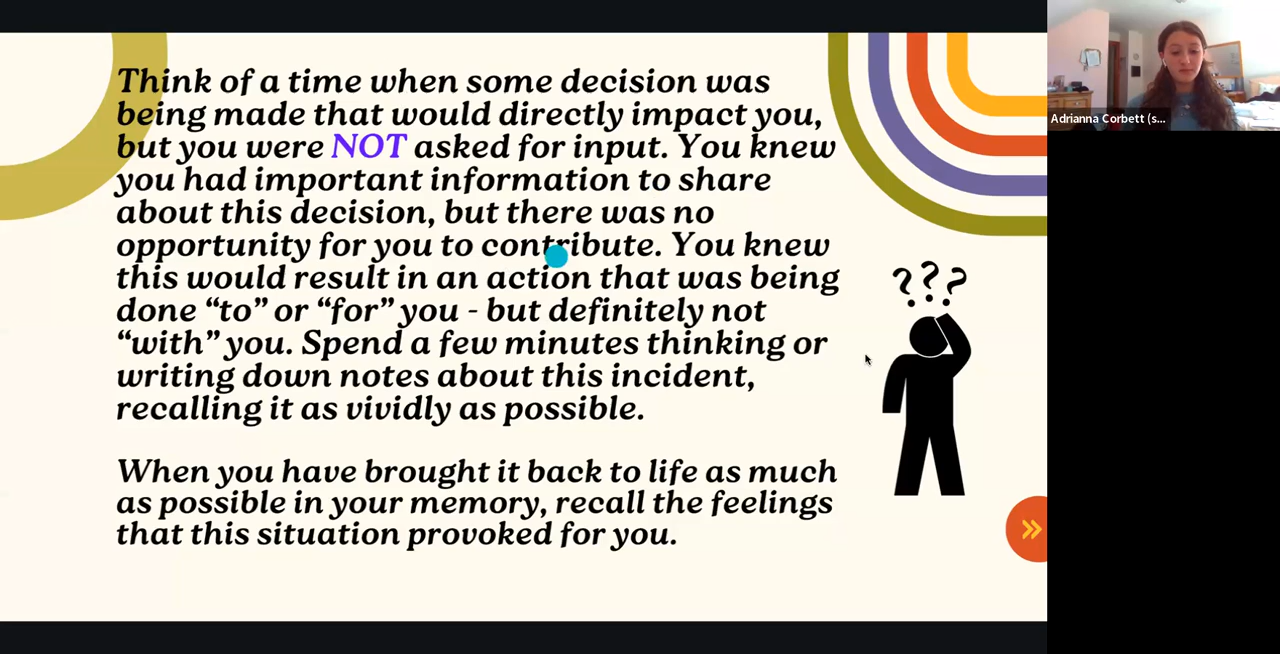 Think of a time when some decision was
being made that would directly impact you,
but you were NOT asked for input. You knew
you had important information to share
about this decision, but there was no
opportunity for you to contribute. You knew
this would result in an action that was being
done “to” or “for” you - but definitely not
“with” you. Spend a few minutes thinking or
writing down notes about this incident,
recalling it as vividly as possible.
When you have brought it back to life as much
as possible in your memory, recall the feelings
that this situation provoked for you.
???
Adrianna Corbett (s...